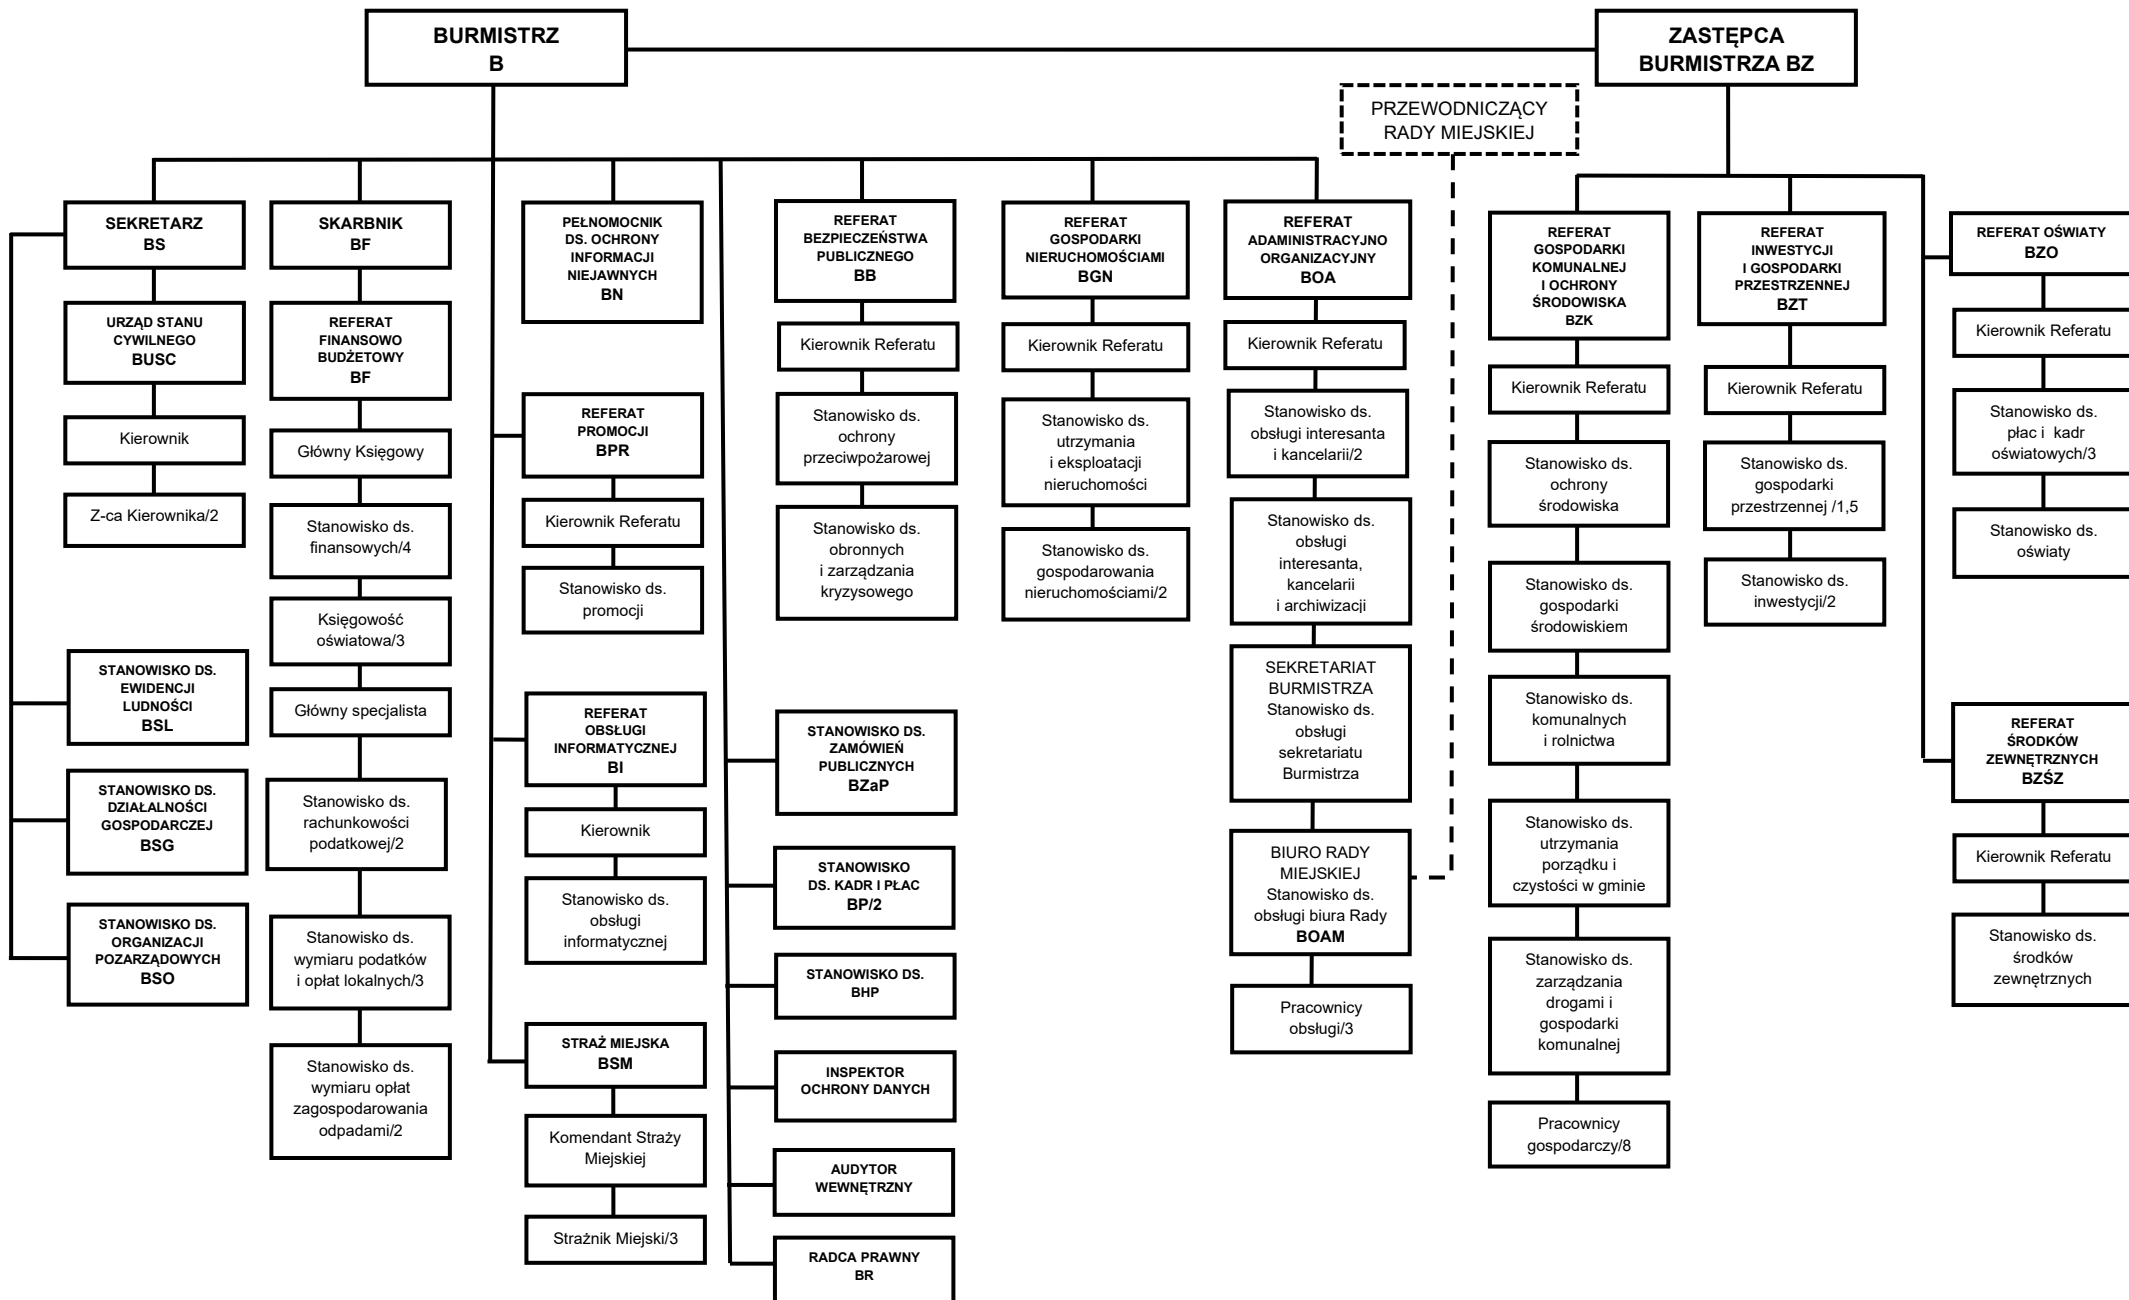 BURMISTRZ
B
ZASTĘPCA
BURMISTRZA BZ
PRZEWODNICZĄCY
RADY MIEJSKIEJ
SEKRETARZ
BS
URZĄD STANU
CYWILNEGO
BUSC
Kierownik
Z-ca Kierownika/2
STANOWISKO DS.
EWIDENCJI
LUDNOŚCI
BSL
STANOWISKO DS.
DZIAŁALNOŚCI
GOSPODARCZEJ
BSG
STANOWISKO DS.
ORGANIZACJI
POZARZĄDOWYCH
BSO
SKARBNIK
BF
REFERAT
FINANSOWO
BUDŻETOWY
BF
Główny Księgowy
Stanowisko ds.
finansowych/4
Księgowość
oświatowa/3
Główny specjalista
Stanowisko ds.
rachunkowości
podatkowej/2
Stanowisko ds.
wymiaru podatków
i opłat lokalnych/3
Stanowisko ds.
wymiaru opłat
zagospodarowania
odpadami/2
PEŁNOMOCNIK
DS. OCHRONY
INFORMACJI
NIEJAWNYCH
BN
REFERAT
PROMOCJI
BPR
Kierownik Referatu
Stanowisko ds.
promocji
REFERAT
OBSŁUGI
INFORMATYCZNEJ
BI
Kierownik
Stanowisko ds.
obsługi
informatycznej
STRAŻ MIEJSKA
BSM
Komendant Straży
Miejskiej
Strażnik Miejski/3
REFERAT
BEZPIECZEŃSTWA
PUBLICZNEGO
BB
Kierownik Referatu
Stanowisko ds.
ochrony
przeciwpożarowej
Stanowisko ds.
obronnych
i zarządzania
kryzysowego
STANOWISKO DS.
ZAMÓWIEŃ
PUBLICZNYCH
BZaP
STANOWISKO
DS. KADR I PŁAC
BP/2
STANOWISKO DS.
BHP
INSPEKTOR
OCHRONY DANYCH
AUDYTOR
WEWNĘTRZNY
RADCA PRAWNY
BR
REFERAT
GOSPODARKI
NIERUCHOMOŚCIAMI
BGN
Kierownik Referatu
Stanowisko ds.
utrzymania
i eksploatacji
nieruchomości
Stanowisko ds.
gospodarowania
nieruchomościami/2
REFERAT
ADAMINISTRACYJNO
ORGANIZACYJNY
BOA
Kierownik Referatu
Stanowisko ds.
obsługi interesanta
i kancelarii/2
Stanowisko ds.
obsługi
interesanta,
kancelarii
i archiwizacji
SEKRETARIAT
BURMISTRZA
Stanowisko ds.
obsługi
sekretariatu
Burmistrza
BIURO RADY
MIEJSKIEJ
Stanowisko ds.
obsługi biura Rady
BOAM
Pracownicy
obsługi/3
REFERAT
GOSPODARKI
KOMUNALNEJ
I OCHRONY
ŚRODOWISKA
BZK
Kierownik Referatu
Stanowisko ds.
ochrony
środowiska
Stanowisko ds.
gospodarki
środowiskiem
Stanowisko ds.
komunalnych
i rolnictwa
Stanowisko ds.
utrzymania
porządku i
czystości w gminie
Stanowisko ds.
zarządzania
drogami i
gospodarki
komunalnej
Pracownicy
gospodarczy/8
REFERAT
INWESTYCJI
I GOSPODARKI
PRZESTRZENNEJ
BZT
Kierownik Referatu
Stanowisko ds.
gospodarki
przestrzennej /1,5
Stanowisko ds.
inwestycji/2
REFERAT OŚWIATY
BZO
Kierownik Referatu
Stanowisko ds.
płac i kadr
oświatowych/3
Stanowisko ds.
oświaty
REFERAT
ŚRODKÓW
ZEWNĘTRZNYCH
BZŚZ
Kierownik Referatu
Stanowisko ds.
środków
zewnętrznych